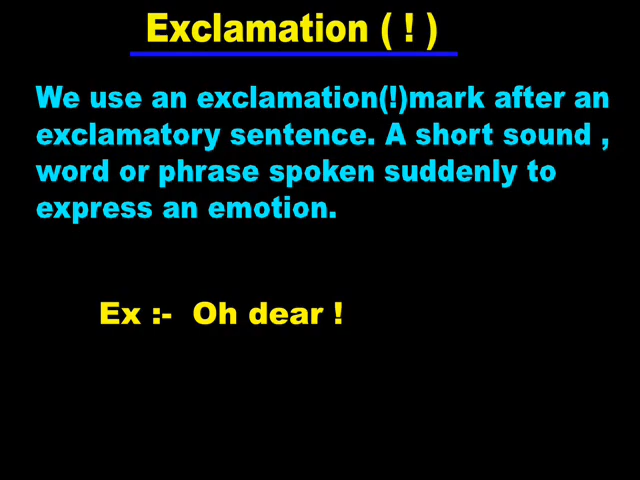 Exclamation ( ! )
We use an exclamation(!)mark after an
exclamatory sentence. A short sound ,
word or phrase spoken suddenly to
express an emotion.
Ex :- Oh dear !